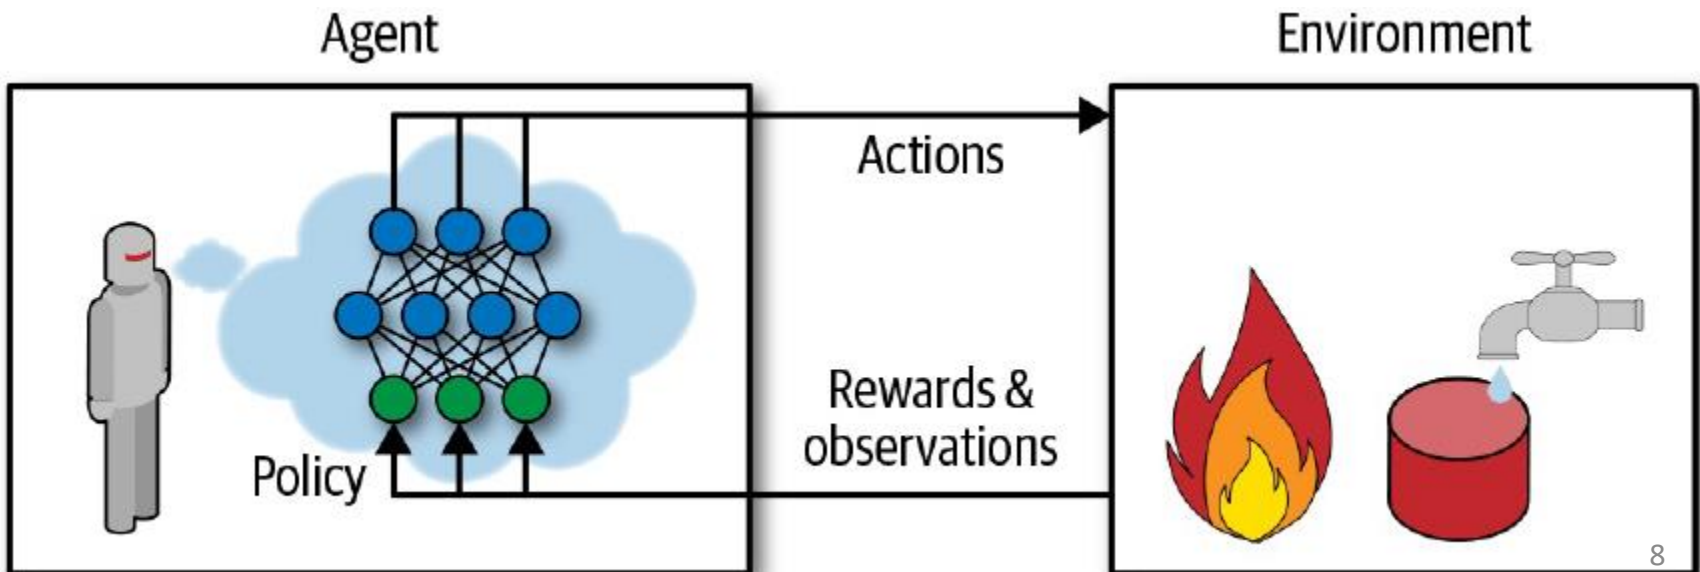 Agent
Environment
Actions
Rewards &
observations
Policy
8